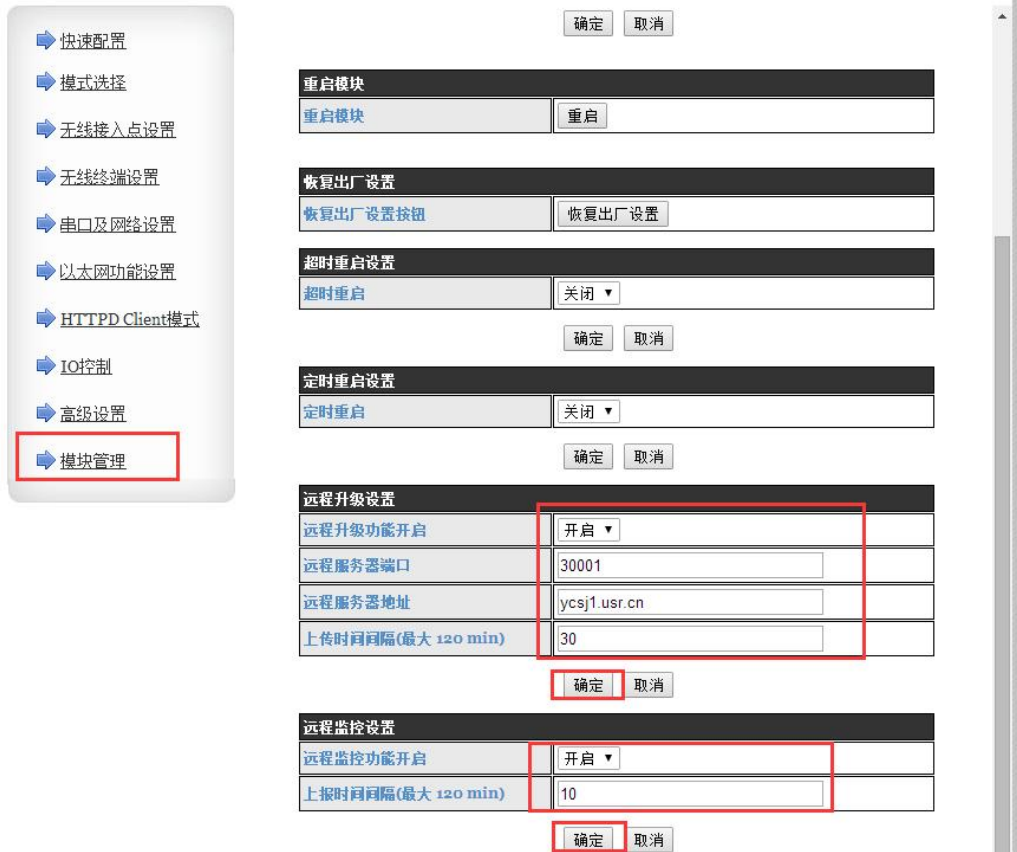 快速配置
模式选择
无线接入点设置
无线终端设置
串口及网络设置
以太网功能设置
HTTPD Client模式
IO控制
高级设置
模块管理
确定 取消
重启模块
重启模块 重启
恢复出厂设置
恢复出厂设置按钮 恢复出厂设置
超时重启设置
超时重启 关闭
确定 取消
定时重启设置
定时重启 关闭
确定 取消
远程升级设置
远程升级功能开启 开启
远程服务器端口 30001
远程服务器地址 ycsj1.usr.cn
上传时间间隔(最大 120 min) 30
确定 取消
远程监控设置
远程监控功能开启 开启
上报时间间隔(最大 120 min) 10
确定 取消